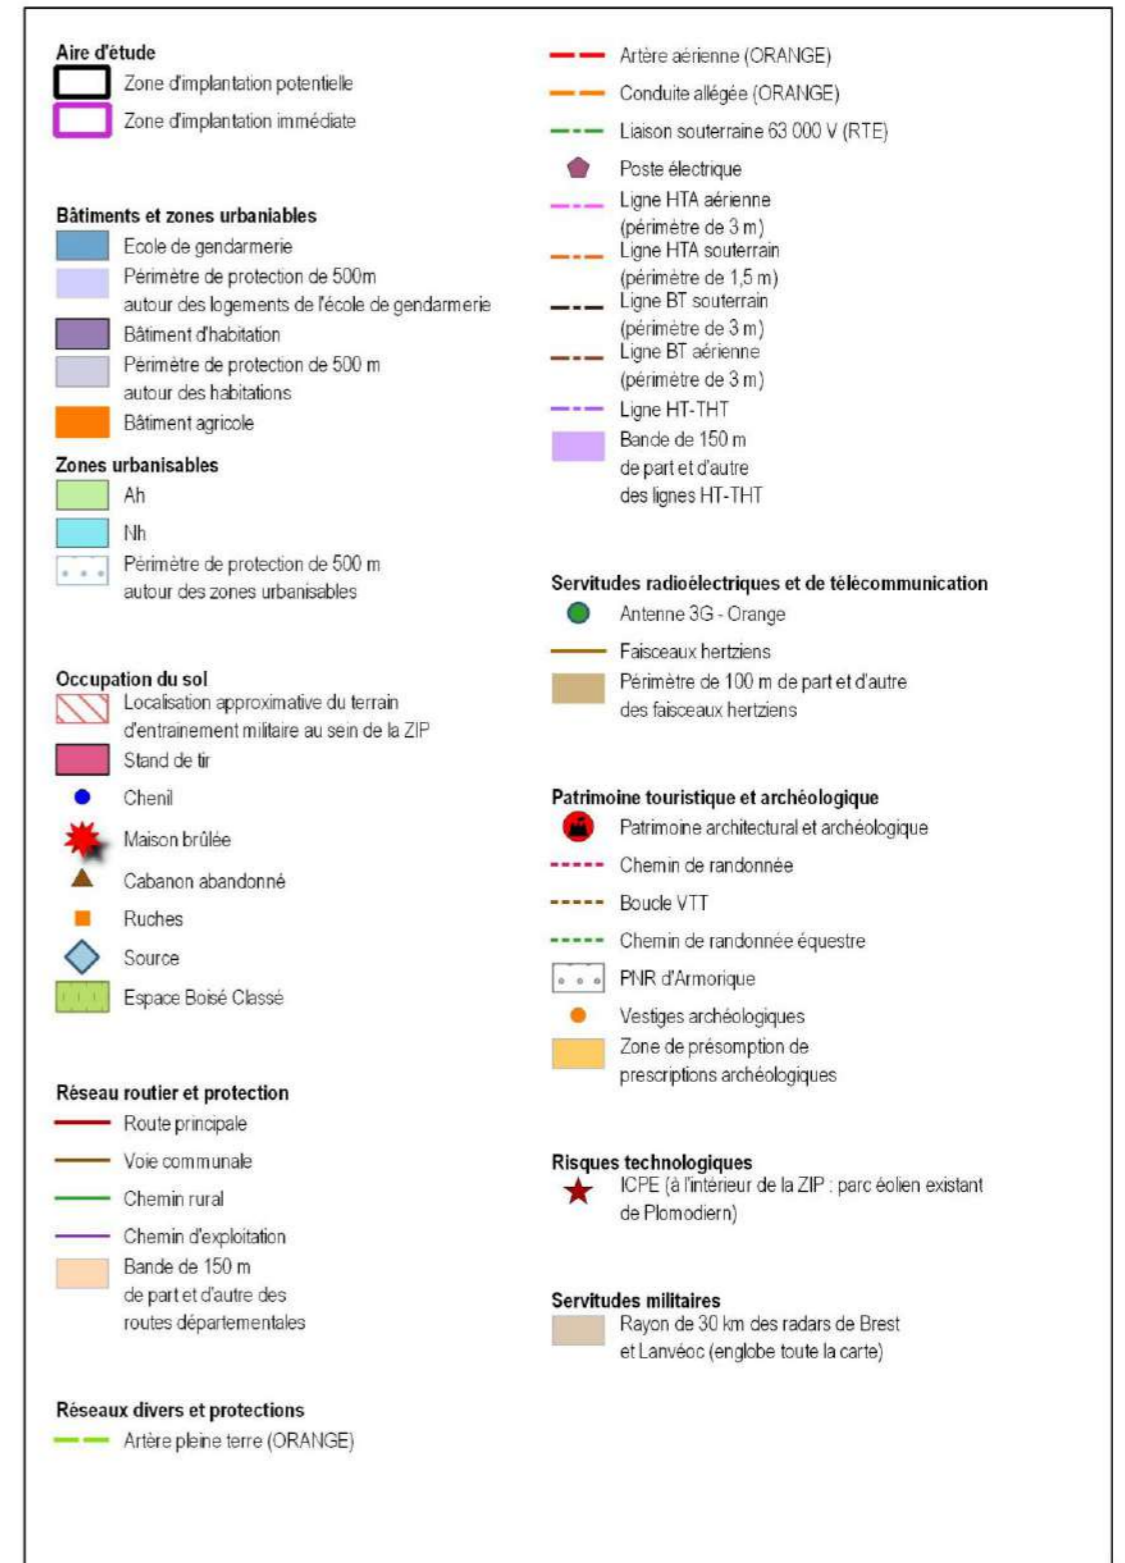 Aire d'étude
Zone d'implantation potentielle
Zone d'implantation immédiate
Bâtiments et zones urbaniables
Ecole de gendarmerie
Périmètre de protection de 500m
autour des logements de l'école de gendarmerie
Bâtiment d'habitation
Périmètre de protection de 500 m
autour des habitations
Bâtiment agricole
Zones urbanisables
Ah
Nh
Périmètre de protection de 500 m
autour des zones urbanisables
Occupation du sol
Localisation approximative du terrain
d'entrainement militaire au sein de la ZIP
Stand de tir
Chenil
Maison brûlée
Cabanon abandonné
Ruches
Source
Espace Boisé Classé
Réseau routier et protection
Route principale
Voie communale
Chemin rural
Chemin d'exploitation
Bande de 150 m
de part et d'autre des
routes départementales
Réseaux divers et protections
Artère pleine terre (ORANGE)
Artère aérienne (ORANGE)
Conduite allégée (ORANGE)
Liaison souterraine 63 000 V (RTE)
Poste électrique
Ligne HTA aérienne
(périmètre de 3 m)
Ligne HTA souterrain
(périmètre de 1,5 m)
Ligne BT souterrain
(périmètre de 3 m)
Ligne BT aérienne
(périmètre de 3 m)
Ligne HT-THT
Bande de 150 m
de part et d'autre
des lignes HT-THT
Servitudes radioélectriques et de télécommunication
Antenne 3G - Orange
Faisceaux hertziens
Périmètre de 100 m de part et d'autre
des faisceaux hertziens
Patrimoine touristique et archéologique
Patrimoine architectural et archéologique
Chemin de randonnée
Boucle VTT
Chemin de randonnée équestre
PNR d'Armorique
Vestiges archéologiques
Zone de présomption de
prescriptions archéologiques
Risques technologiques
ICPE (à l'intérieur de la ZIP : parc éolien existant
de Plomodiern)
Servitudes militaires
Rayon de 30 km des radars de Brest
et Lanvéoc (englobe toute la carte)